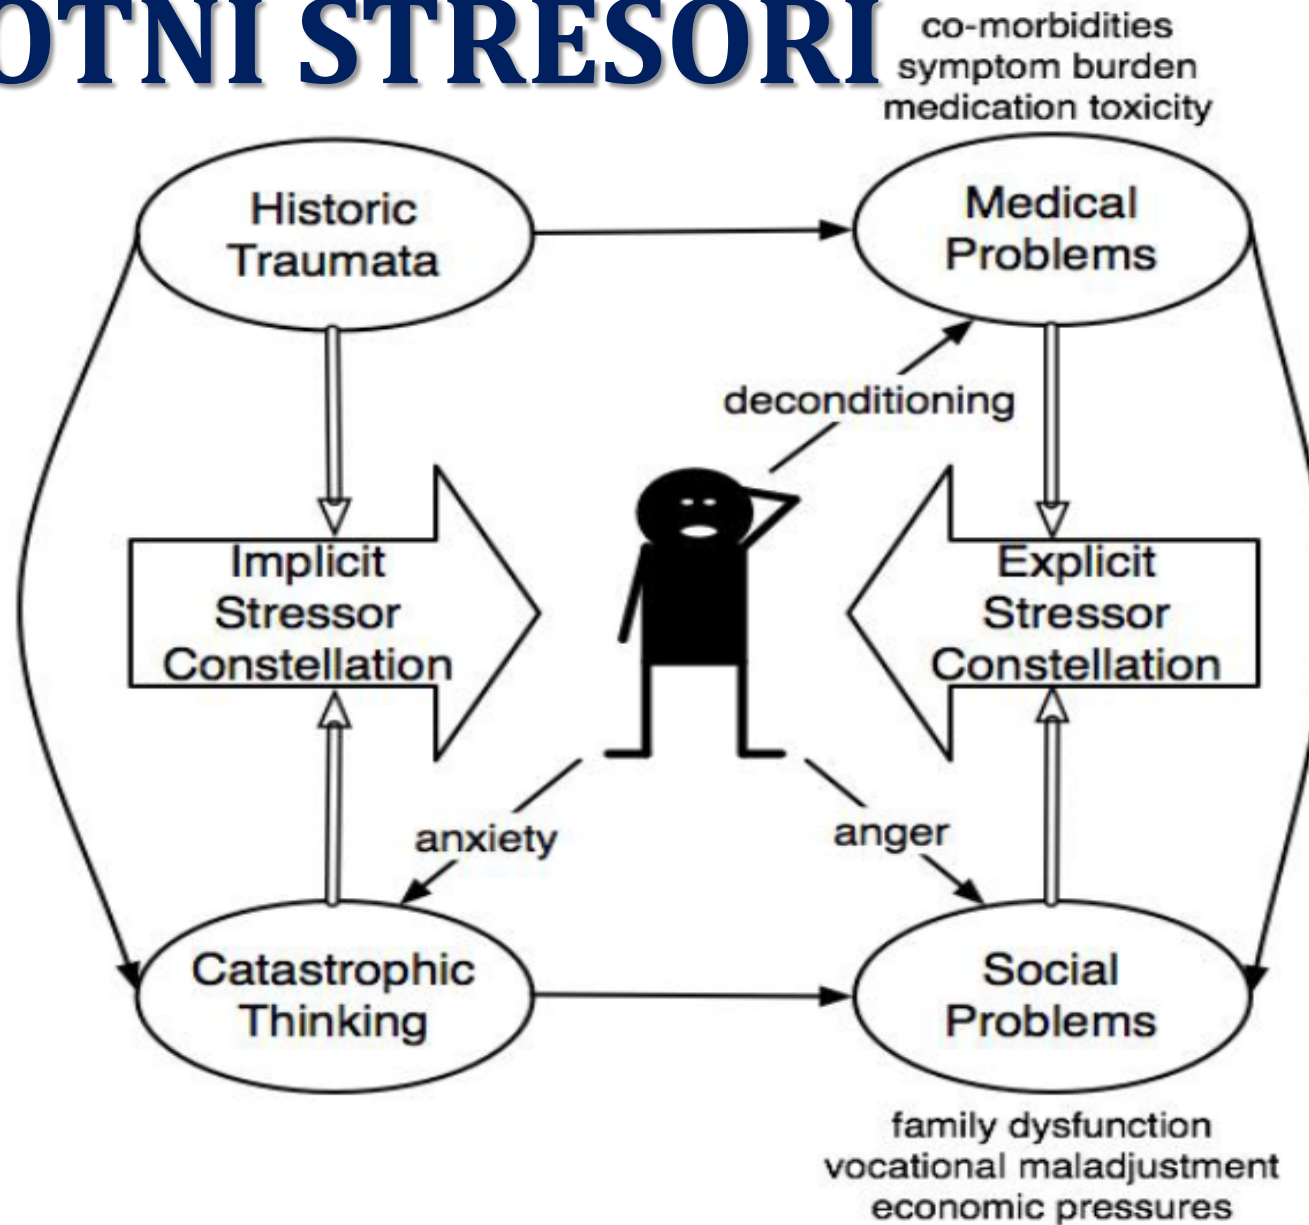 OTNI STRESORI
co-morbidities
symptom burden
medication toxicity
Historic
Traumata
Medical
Problems
deconditioning
Implicit
Stressor
Constellation
Explicit
Stressor
Constellation
anxiety
anger
Catastrophic
Thinking
Social
Problems
family dysfunction
vocational maladjustment
economic pressures